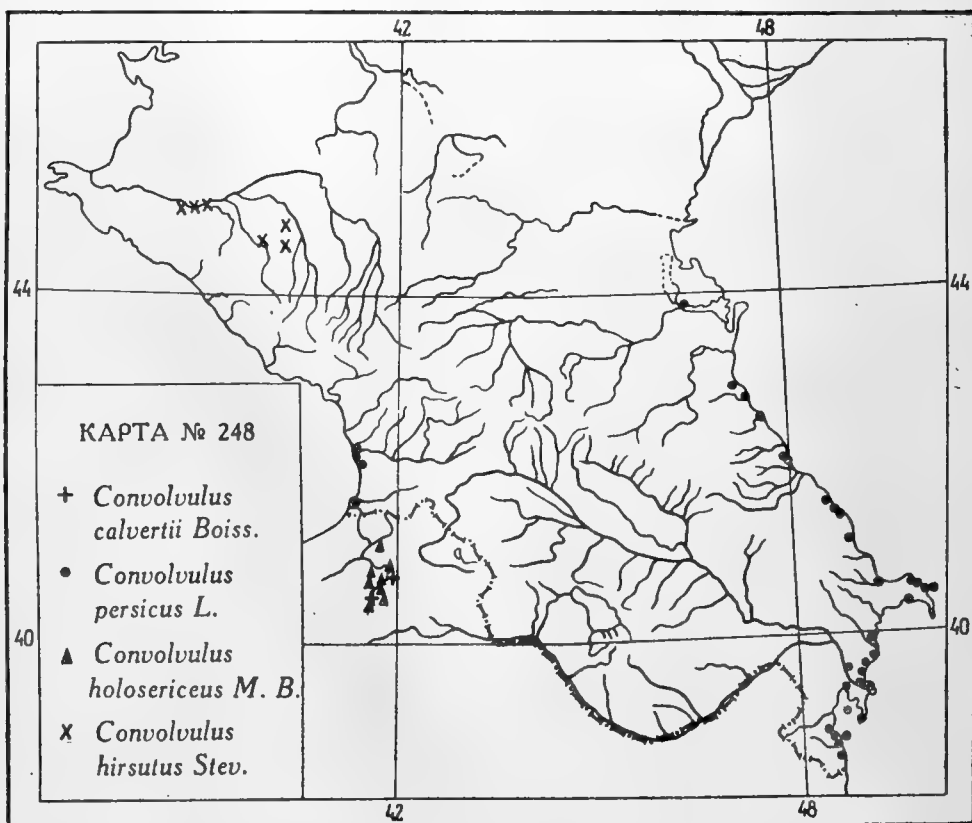 42 48
44 44
КАРТА № 248
+ Convolvulus
calvertii Boiss.
● Convolvulus
persicus L.
▲ Convolvulus
holosericeus M. B.
x Convolvulus
hirsutus Stev.
40 40
42 48